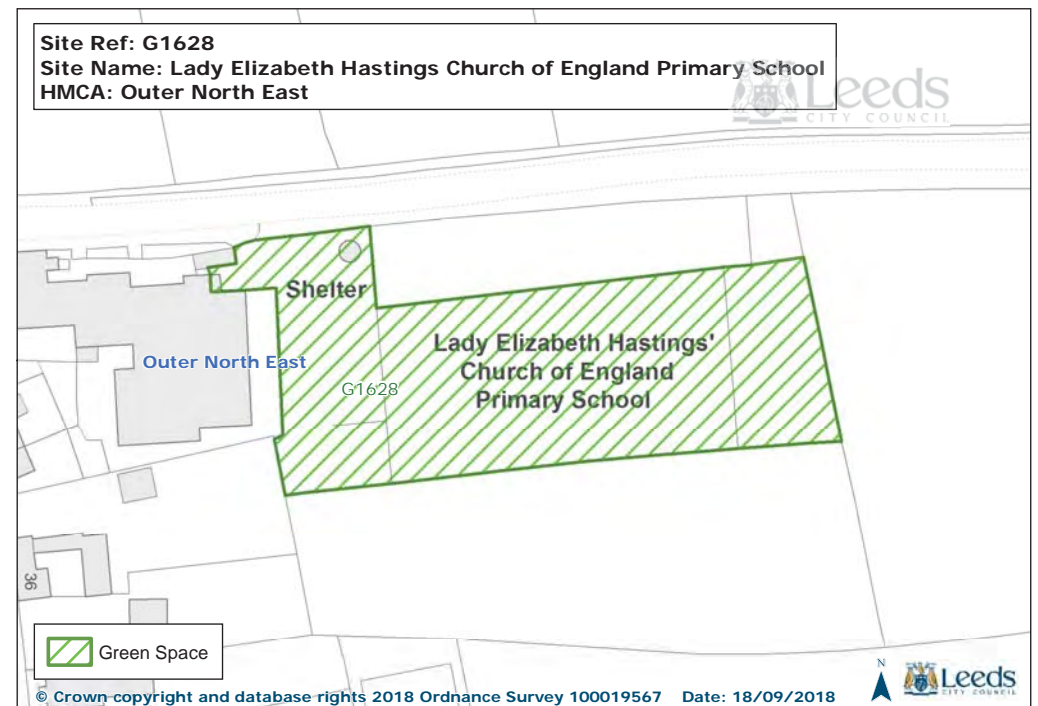 Site Ref: G1628
Site Name: Lady Elizabeth Hastings Church of England Primary School
HMCA: Outer North East
Leeds
CITY COUNCIL
Shelter
Lady Elizabeth Hastings'
Church of England
Primary School
Outer North East
G1628
36
Green Space
N
Leeds
CITY COUNCIL
© Crown copyright and database rights 2018 Ordnance Survey 100019567 Date: 18/09/2018